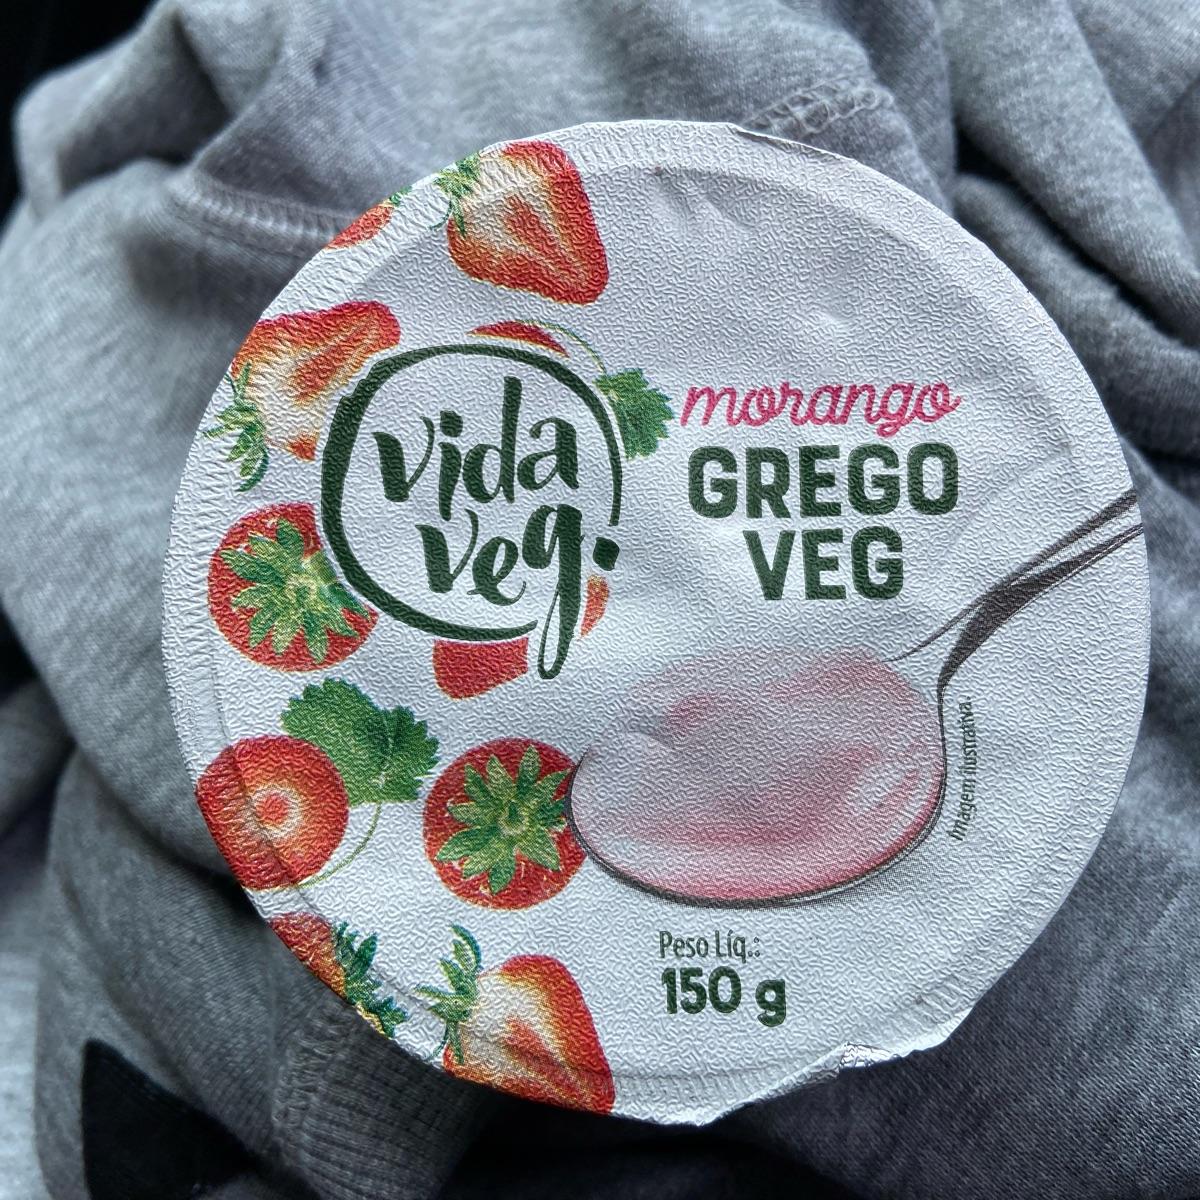 vida
veg.
morango
GREGO
VEG
Imagem ilustrativa.
Peso Líq.:
150 g